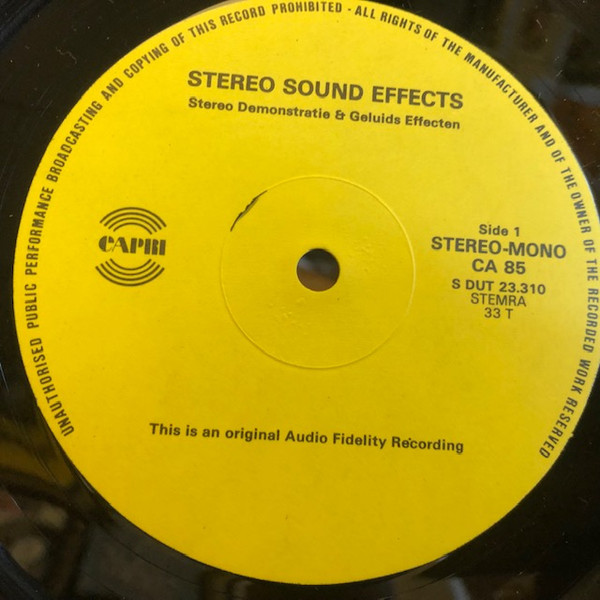 UNAUTHORISED PUBLIC PERFORMANCE BROADCASTING AND COPYING OF THIS RECORD PROHIBITED · ALL RIGHTS OF THE MANUFACTURER AND OF THE OWNER OF THE RECORDED WORK RESERVED
STEREO SOUND EFFECTS
Stereo Demonstratie & Geluids Effecten
CAPRI
Side 1
STEREO-MONO
CA 85
S DUT 23.310
STEMRA
33 T
This is an original Audio Fidelity Recording